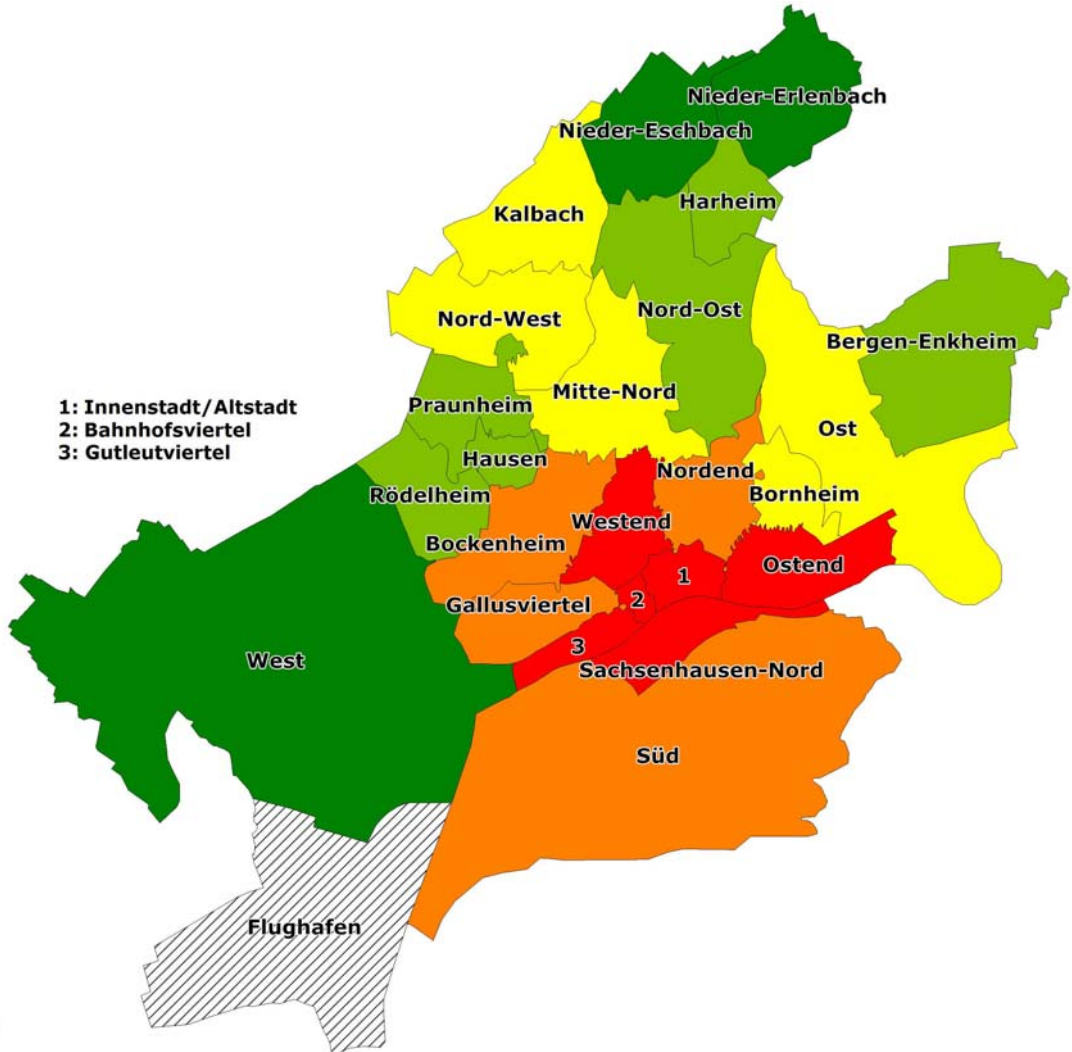 Nieder-Erlenbach
Nieder-Eschbach
Harheim
Kalbach
Nord-Ost
Nord-West
Bergen-Enkheim
Mitte-Nord
1: Innenstadt/Altstadt
2: Bahnhofsviertel
3: Gutleutviertel
Praunheim
Ost
Hausen
Nordend
Rödelheim
Bornheim
Westend
Bockenheim
Ostend
1
2
Gallusviertel
3
West
Sachsenhausen-Nord
Süd
Flughafen